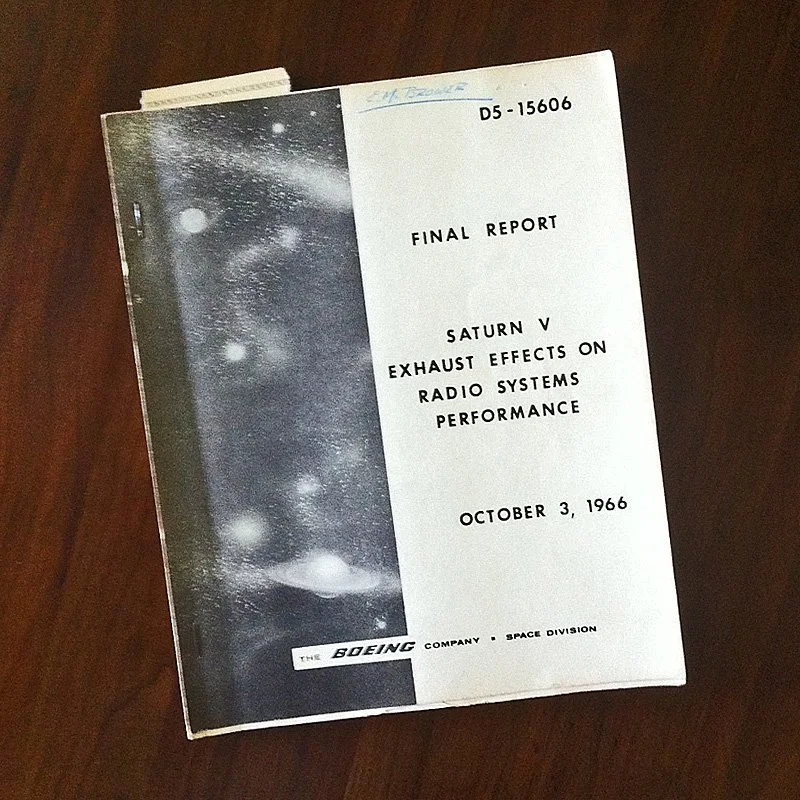 E.M. BROWER
D5-15606
FINAL REPORT
SATURN V
EXHAUST EFFECTS ON
RADIO SYSTEMS
PERFORMANCE
OCTOBER 3, 1966
THE BOEING COMPANY • SPACE DIVISION